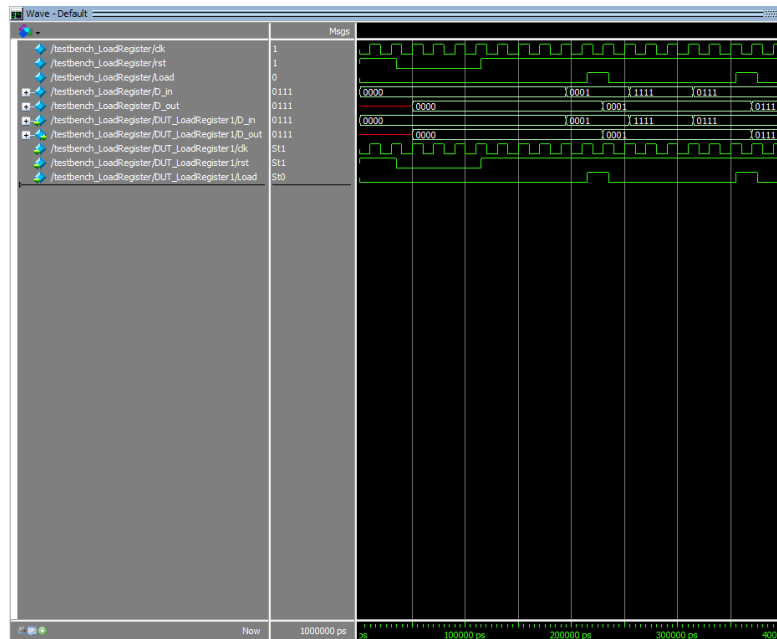 Wave - Default
Msgs
/testbench_LoadRegister/clk 1
/testbench_LoadRegister/rst 1
/testbench_LoadRegister/Load 0
/testbench_LoadRegister/D_in 0111 0000 0001 1111 0111
/testbench_LoadRegister/D_out 0111 0000 0001 0111
/testbench_LoadRegister/DUT_LoadRegister1/D_in 0111 0000 0001 1111 0111
/testbench_LoadRegister/DUT_LoadRegister1/D_out 0111 0000 0001 0111
/testbench_LoadRegister/DUT_LoadRegister1/clk St1
/testbench_LoadRegister/DUT_LoadRegister1/rst St1
/testbench_LoadRegister/DUT_LoadRegister1/Load St0
Now 1000000 ps ps 100000 ps 200000 ps 300000 ps 400